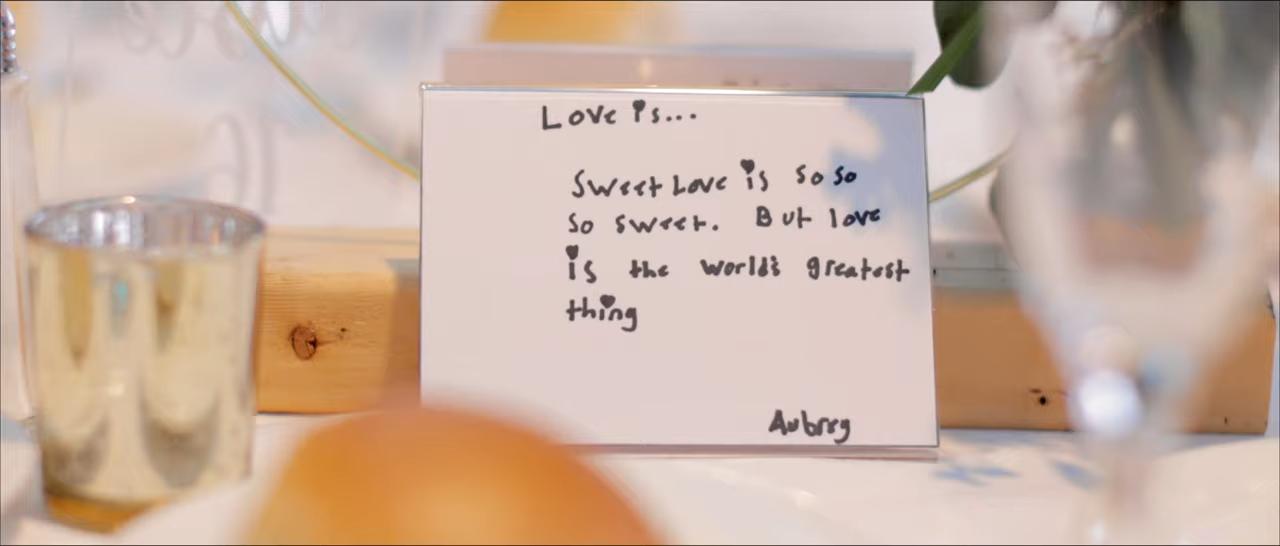 Love is...
Sweet Love is so so
so sweet. But love
is the world's greatest
thing
Aubrey